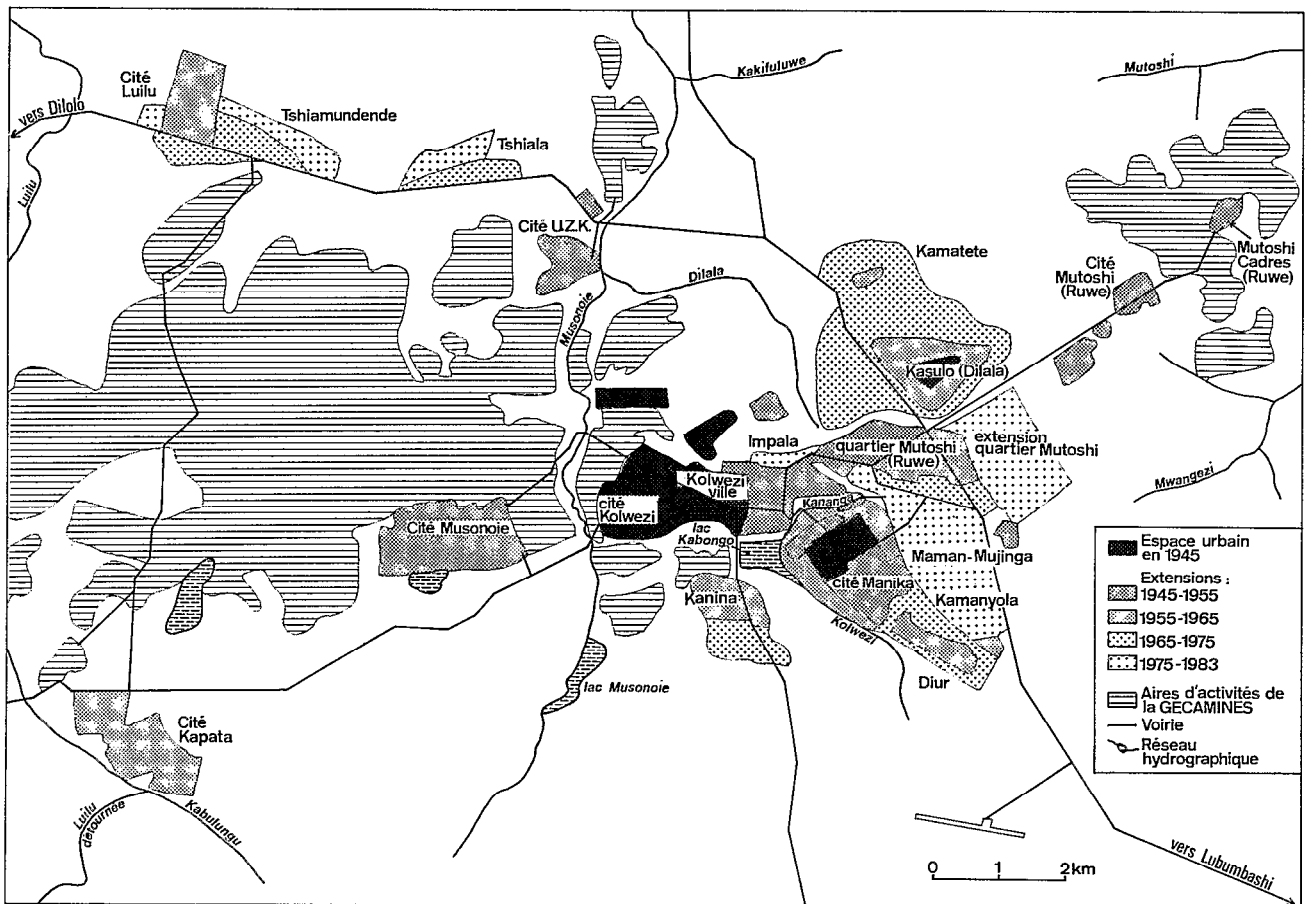 Kakifuluwe
Mutoshi
Cité
Luilu
vers Dilolo
Tshiamundende
Tshiala
Luilu
Cité U.Z.K.
Kamatete
Cité
Mutoshi
(Ruwe)
Mutoshi
Cadres
(Ruwe)
Dilala
Musonoie
Kasulo (Dilala)
Impala
quartier Mutoshi
(Ruwe)
extension
quartier Mutoshi
Mwangezi
Kolwezi
ville
Kananga
cité
Kolwezi
Cité Musonoie
lac
Kabongo
Maman-Mujinga
cité Manika
Kanina
Kamanyola
Kolwezi
Diur
lac Musonoie
Cité
Kapata
Luilu
détournée
Kabulungu
Espace urbain
en 1945
Extensions :
1945-1955
1955-1965
1965-1975
1975-1983
Aires d'activités de
la GECAMINES
Voirie
Réseau
hydrographique
vers Lubumbashi
0 1 2km